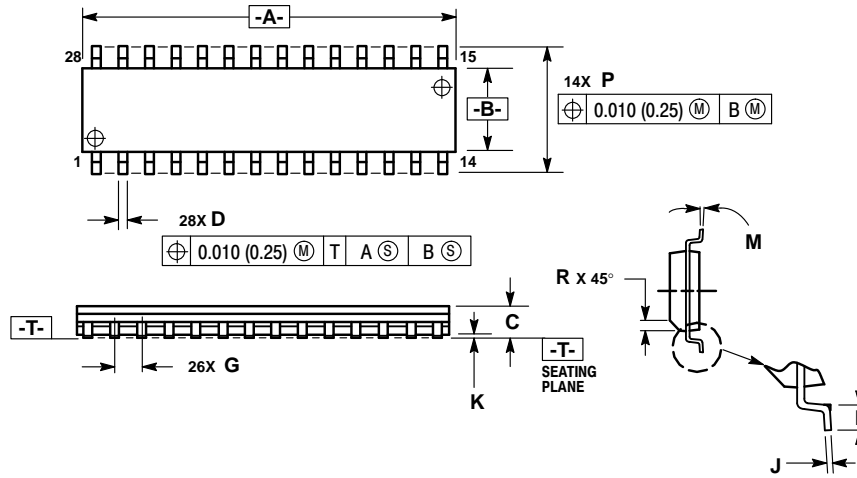 -A-
28
15
14X P
-B-
⌖ 0.010 (0.25) Ⓜ B Ⓜ
1
14
28X D
⌖ 0.010 (0.25) Ⓜ T A Ⓢ B Ⓢ
M
R X 45°
-T-
C
26X G
K
-T-
SEATING
PLANE
J